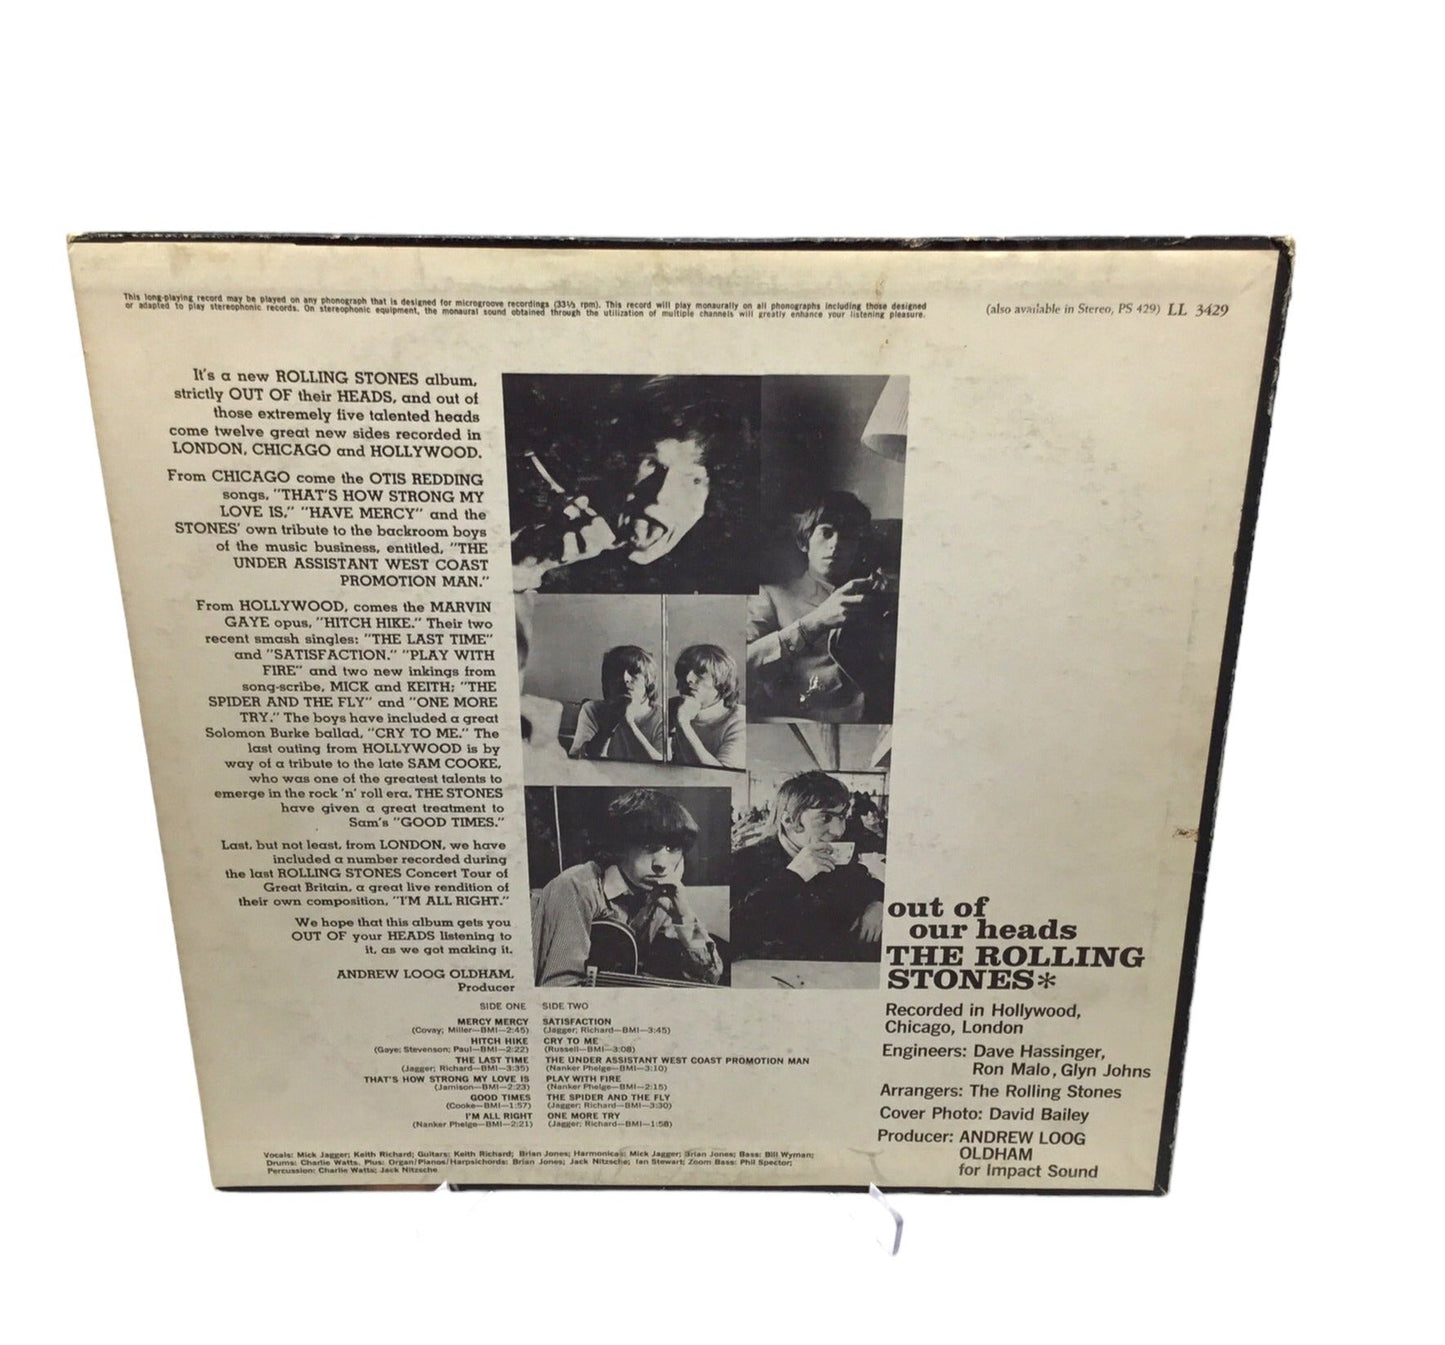 This long-playing record may be played on any phonograph that is designed for microgroove recordings (33⅓ rpm). This record will play monaurally on all phonographs including those designed
or adapted to play stereophonic records. On stereophonic equipment, the monaural sound obtained through the utilization of multiple channels will greatly enhance your listening pleasure.
(also available in Stereo, PS 429) LL 3429
It's a new ROLLING STONES album,
strictly OUT OF their HEADS, and out of
those extremely five talented heads
come twelve great new sides recorded in
LONDON, CHICAGO and HOLLYWOOD.
From CHICAGO come the OTIS REDDING
songs, "THAT'S HOW STRONG MY
LOVE IS," "HAVE MERCY" and the
STONES' own tribute to the backroom boys
of the music business, entitled, "THE
UNDER ASSISTANT WEST COAST
PROMOTION MAN."
From HOLLYWOOD, comes the MARVIN
GAYE opus, "HITCH HIKE." Their two
recent smash singles: "THE LAST TIME"
and "SATISFACTION." "PLAY WITH
FIRE" and two new inkings from
song-scribe, MICK and KEITH; "THE
SPIDER AND THE FLY" and "ONE MORE
TRY." The boys have included a great
Solomon Burke ballad, "CRY TO ME." The
last outing from HOLLYWOOD is by
way of a tribute to the late SAM COOKE,
who was one of the greatest talents to
emerge in the rock 'n' roll era. THE STONES
have given a great treatment to
Sam's "GOOD TIMES."
Last, but not least, from LONDON, we have
included a number recorded during
the last ROLLING STONES Concert Tour of
Great Britain, a great live rendition of
their own composition, "I'M ALL RIGHT."
We hope that this album gets you
OUT OF your HEADS listening to
it, as we got making it.
ANDREW LOOG OLDHAM,
Producer
SIDE ONE
MERCY MERCY
(Covay; Miller—BMI—2:45)
HITCH HIKE
(Gaye; Stevenson; Paul—BMI—2:22)
THE LAST TIME
(Jagger; Richard—BMI—3:35)
THAT'S HOW STRONG MY LOVE IS
(Jamison—BMI—2:23)
GOOD TIMES
(Cooke—BMI—1:57)
I'M ALL RIGHT
(Nanker Phelge—BMI—2:21)
SIDE TWO
SATISFACTION
(Jagger; Richard—BMI—3:45)
CRY TO ME
(Russell—BMI—3:08)
THE UNDER ASSISTANT WEST COAST PROMOTION MAN
(Nanker Phelge—BMI—3:10)
PLAY WITH FIRE
(Nanker Phelge—BMI—2:15)
THE SPIDER AND THE FLY
(Jagger; Richard—BMI—3:30)
ONE MORE TRY
(Jagger; Richard—BMI—1:58)
Vocals: Mick Jagger; Keith Richard; Guitars: Keith Richard; Brian Jones; Harmonicas: Mick Jagger; Brian Jones; Bass: Bill Wyman;
Drums: Charlie Watts. Plus: Organ/Pianos/Harpsichords: Brian Jones; Jack Nitzsche; Ian Stewart; Zoom Bass: Phil Spector;
Percussion: Charlie Watts; Jack Nitzsche
out of
our heads
THE ROLLING
STONES*
Recorded in Hollywood,
Chicago, London
Engineers: Dave Hassinger,
Ron Malo, Glyn Johns
Arrangers: The Rolling Stones
Cover Photo: David Bailey
Producer: ANDREW LOOG
OLDHAM
for Impact Sound